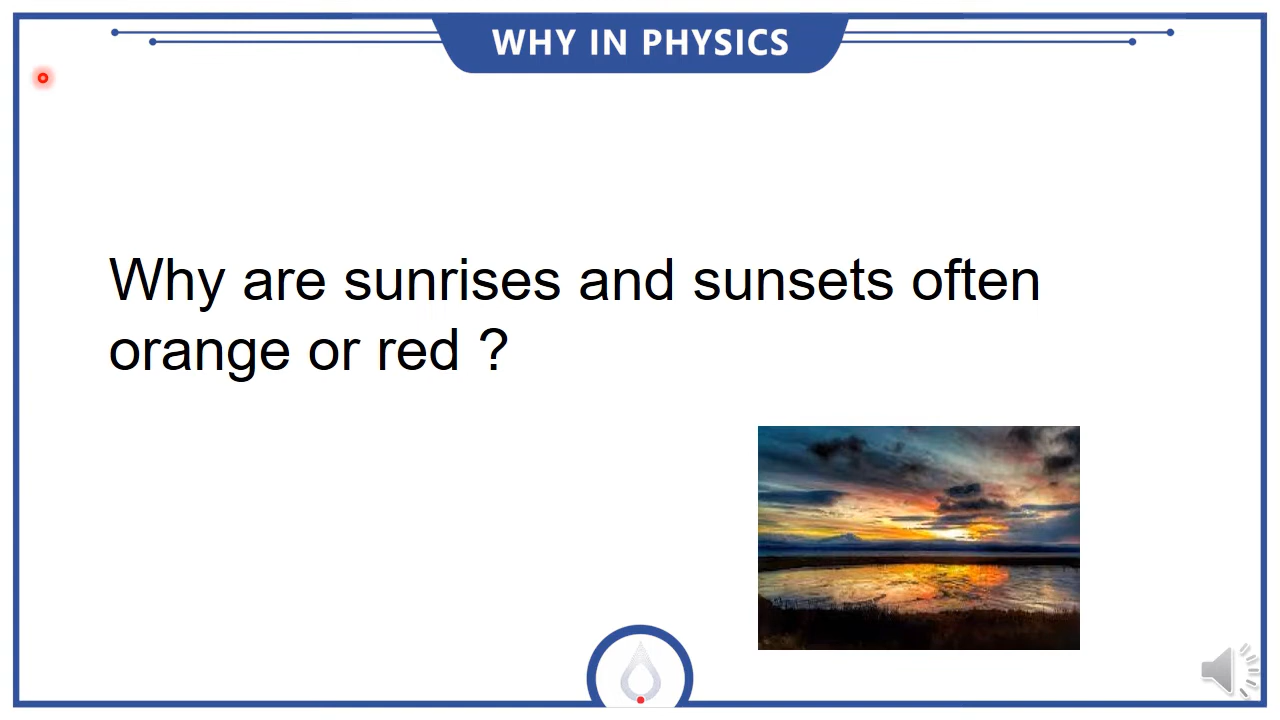 WHY IN PHYSICS
Why are sunrises and sunsets often
orange or red ?